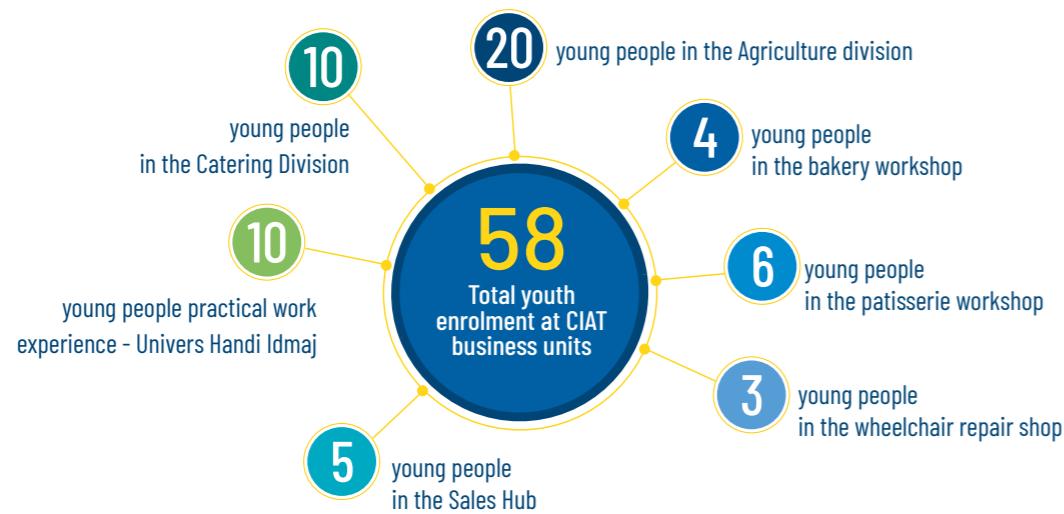 20
young people in the Agriculture division
4
young people
in the bakery workshop
6
young people
in the patisserie workshop
3
young people
in the wheelchair repair shop
5
young people
in the Sales Hub
10
young people practical work
experience - Univers Handi Idmaj
10
young people
in the Catering Division
58
Total youth
enrolment at CIAT
business units